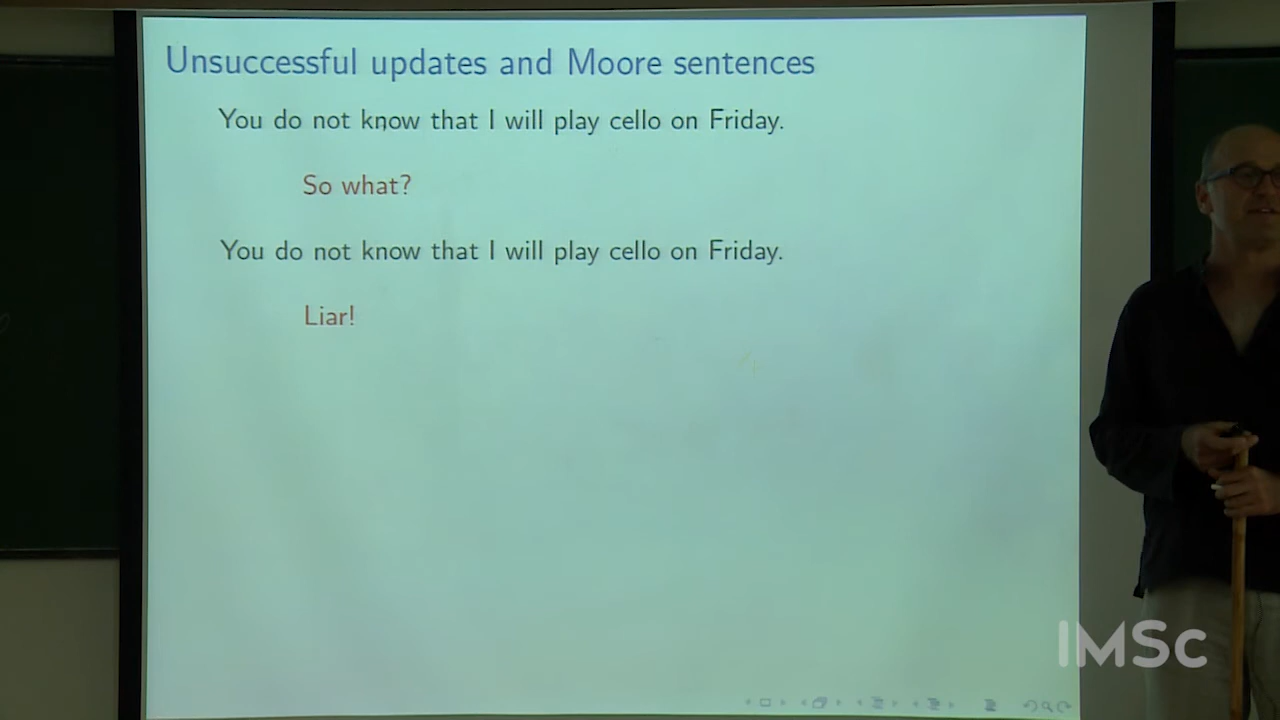 Unsuccessful updates and Moore sentences
You do not know that I will play cello on Friday.
So what?
You do not know that I will play cello on Friday.
Liar!
IMSc